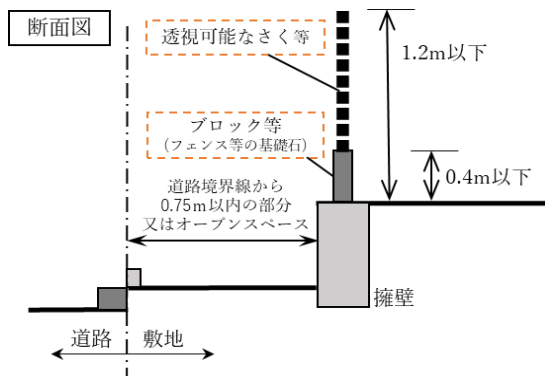 断面図
透視可能なさく等
1.2m以下
ブロック等
(フェンス等の基礎石)
0.4m以下
道路境界線から
0.75m以内の部分
又はオープンスペース
擁壁
道路
敷地